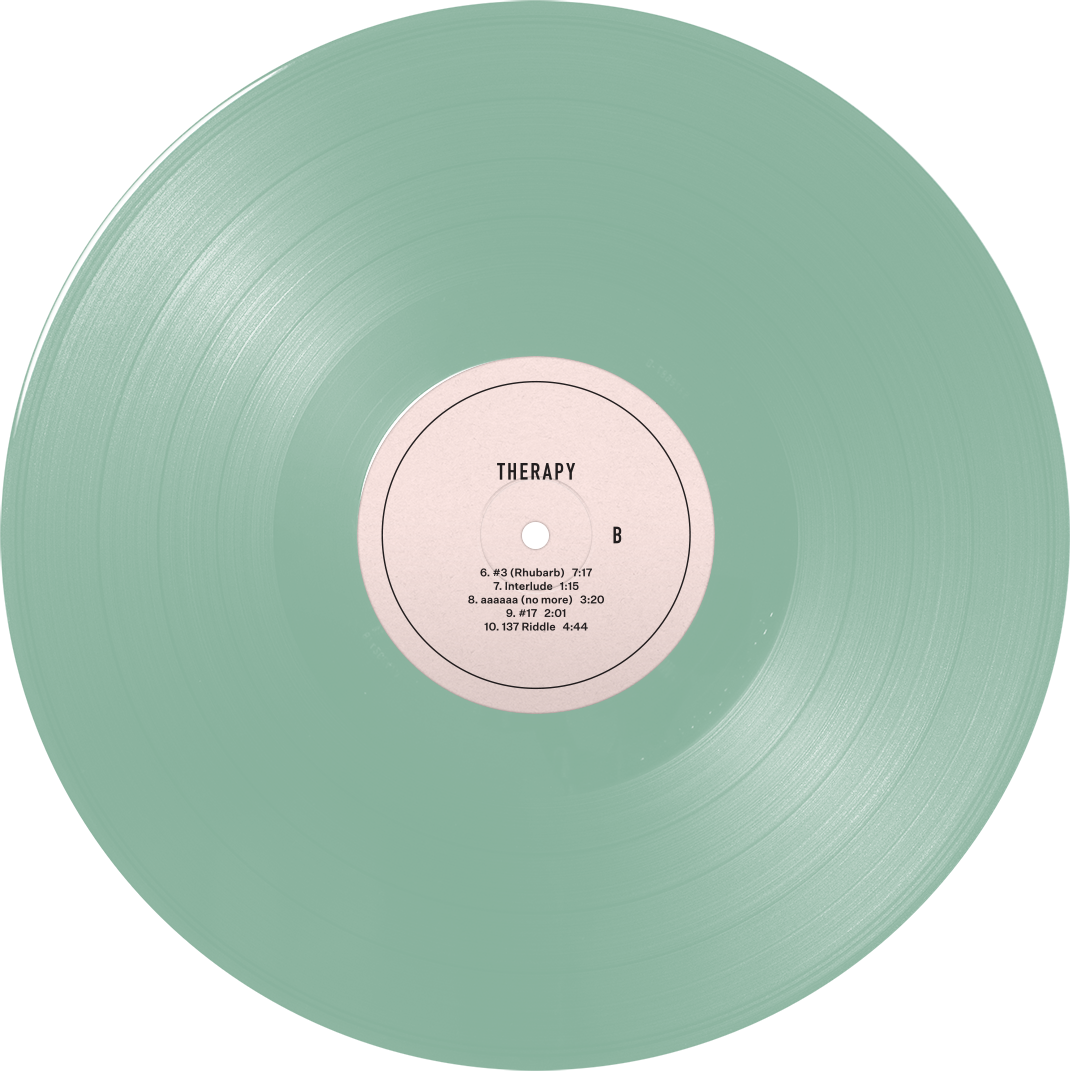 THERAPY
B
6. #3 (Rhubarb) 7:17
7. Interlude 1:15
8. aaaaaa (no more) 3:20
9. #17 2:01
10. 137 Riddle 4:44